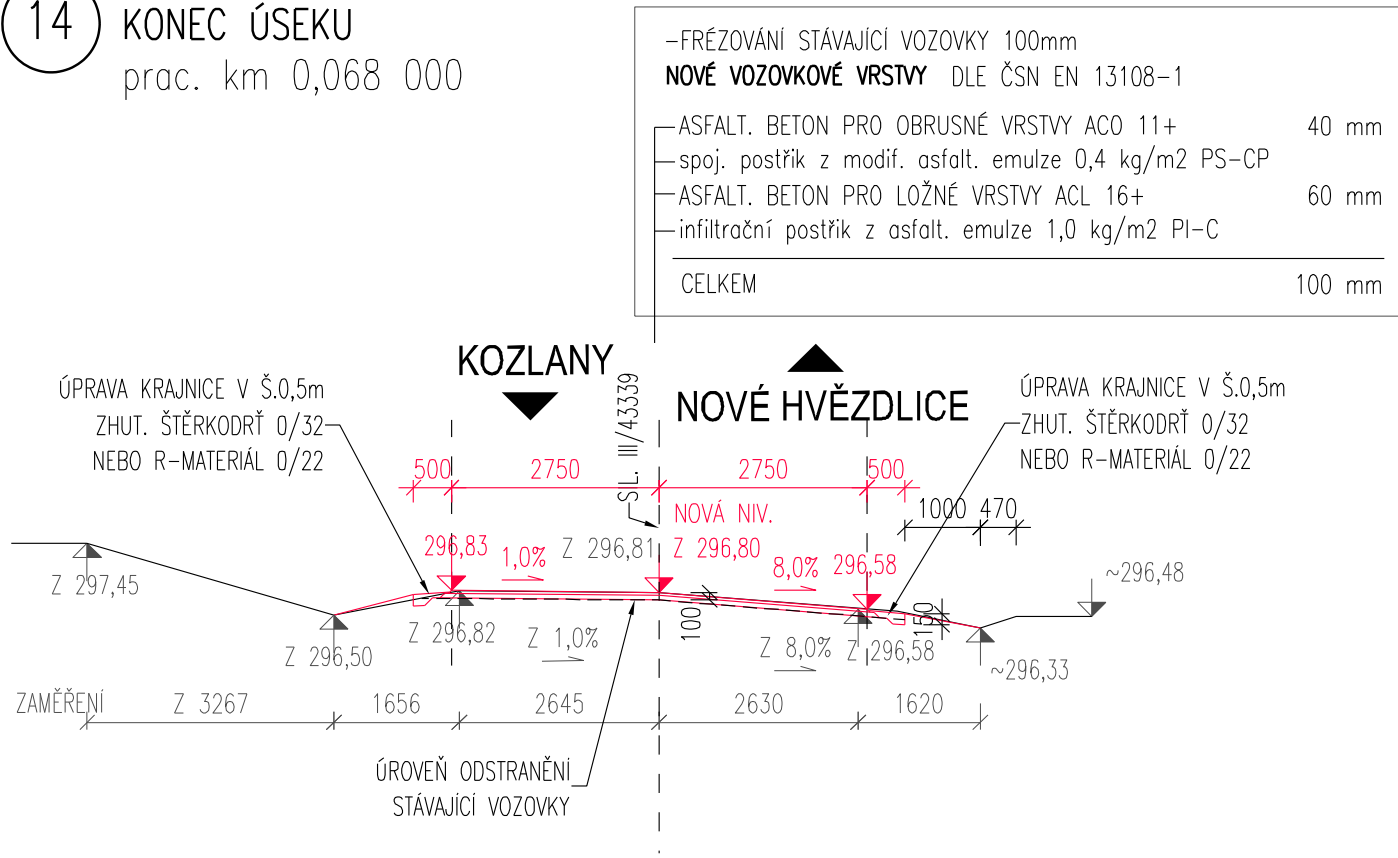 14 KONEC ÚSEKU
prac. km 0,068 000
-FRÉZOVÁNÍ STÁVAJÍCÍ VOZOVKY 100mm
NOVÉ VOZOVKOVÉ VRSTVY DLE ČSN EN 13108-1
ASFALT. BETON PRO OBRUSNÉ VRSTVY ACO 11+ 40 mm
spoj. postřik z modif. asfalt. emulze 0,4 kg/m2 PS-CP
ASFALT. BETON PRO LOŽNÉ VRSTVY ACL 16+ 60 mm
infiltrační postřik z asfalt. emulze 1,0 kg/m2 PI-C
CELKEM 100 mm
KOZLANY
NOVÉ HVĚZDLICE
SIL. III/43339
ÚPRAVA KRAJNICE V Š.0,5m
ZHUT. ŠTĚRKODRŤ 0/32
NEBO R-MATERIÁL 0/22
ÚPRAVA KRAJNICE V Š.0,5m
ZHUT. ŠTĚRKODRŤ 0/32
NEBO R-MATERIÁL 0/22
500 2750 2750 500
1000 470
NOVÁ NIV.
296,83 1,0% Z 296,81 Z 296,80 8,0% 296,58
~296,48
Z 297,45
100
150
Z 296,50 Z 296,82 Z 1,0% Z 8,0% Z 296,58
~296,33
ZAMĚŘENÍ Z 3267 1656 2645 2630 1620
ÚROVEŇ ODSTRANĚNÍ
STÁVAJÍCÍ VOZOVKY